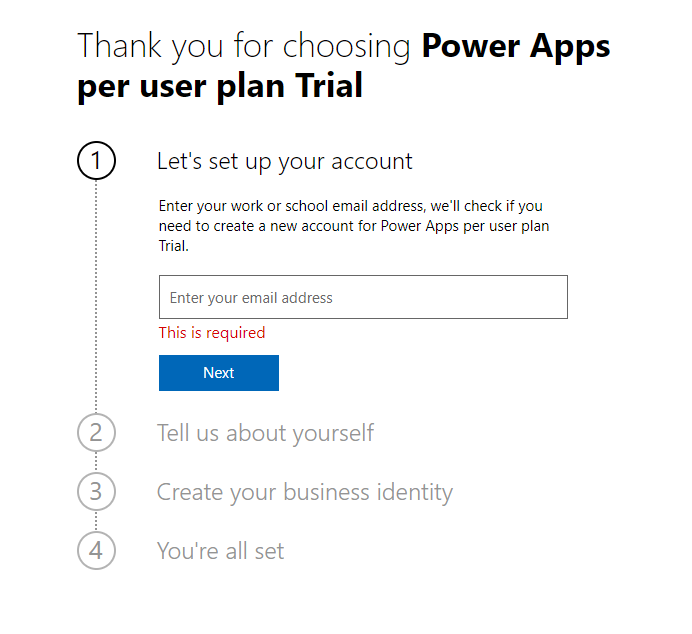 Thank you for choosing Power Apps
per user plan Trial
1 Let's set up your account
Enter your work or school email address, we'll check if you
need to create a new account for Power Apps per user plan
Trial.
Enter your email address
This is required
Next
2 Tell us about yourself
3 Create your business identity
4 You're all set